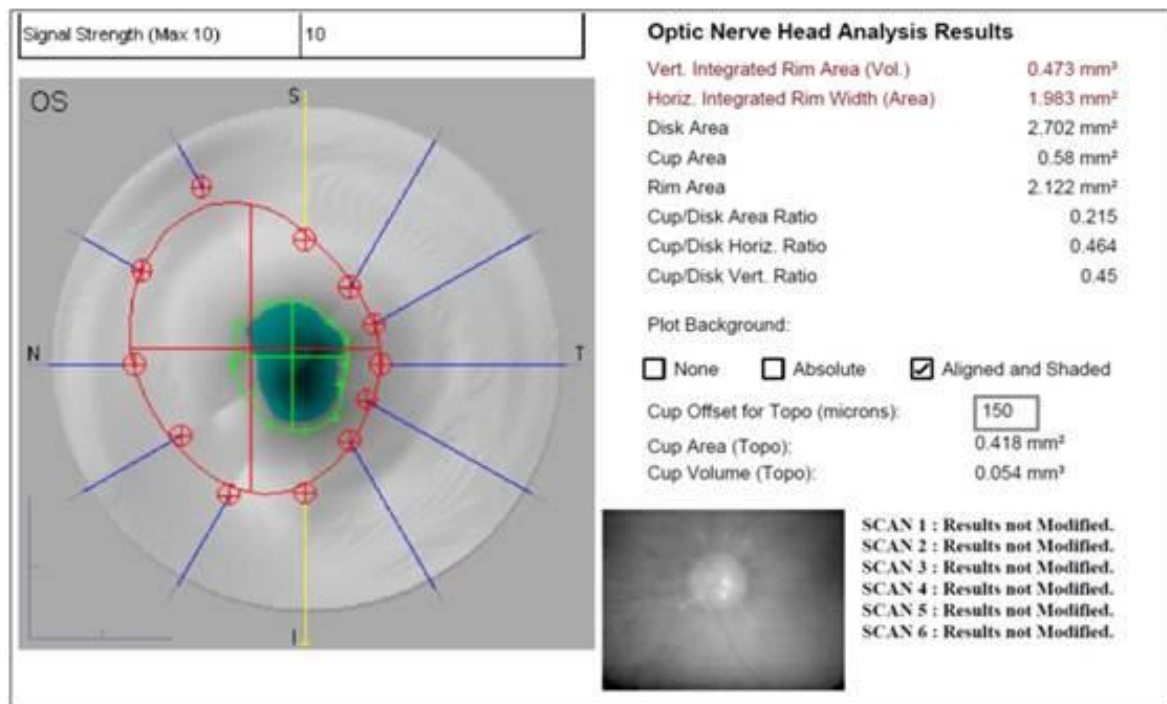 Signal Strength (Max 10) 10
OS
S
N
T
I
Optic Nerve Head Analysis Results
Vert. Integrated Rim Area (Vol.) 0.473 mm³
Horiz. Integrated Rim Width (Area) 1.983 mm²
Disk Area 2.702 mm²
Cup Area 0.58 mm²
Rim Area 2.122 mm²
Cup/Disk Area Ratio 0.215
Cup/Disk Horiz. Ratio 0.464
Cup/Disk Vert. Ratio 0.45
Plot Background:
None Absolute Aligned and Shaded
Cup Offset for Topo (microns): 150
Cup Area (Topo): 0.418 mm²
Cup Volume (Topo): 0.054 mm³
SCAN 1 : Results not Modified.
SCAN 2 : Results not Modified.
SCAN 3 : Results not Modified.
SCAN 4 : Results not Modified.
SCAN 5 : Results not Modified.
SCAN 6 : Results not Modified.